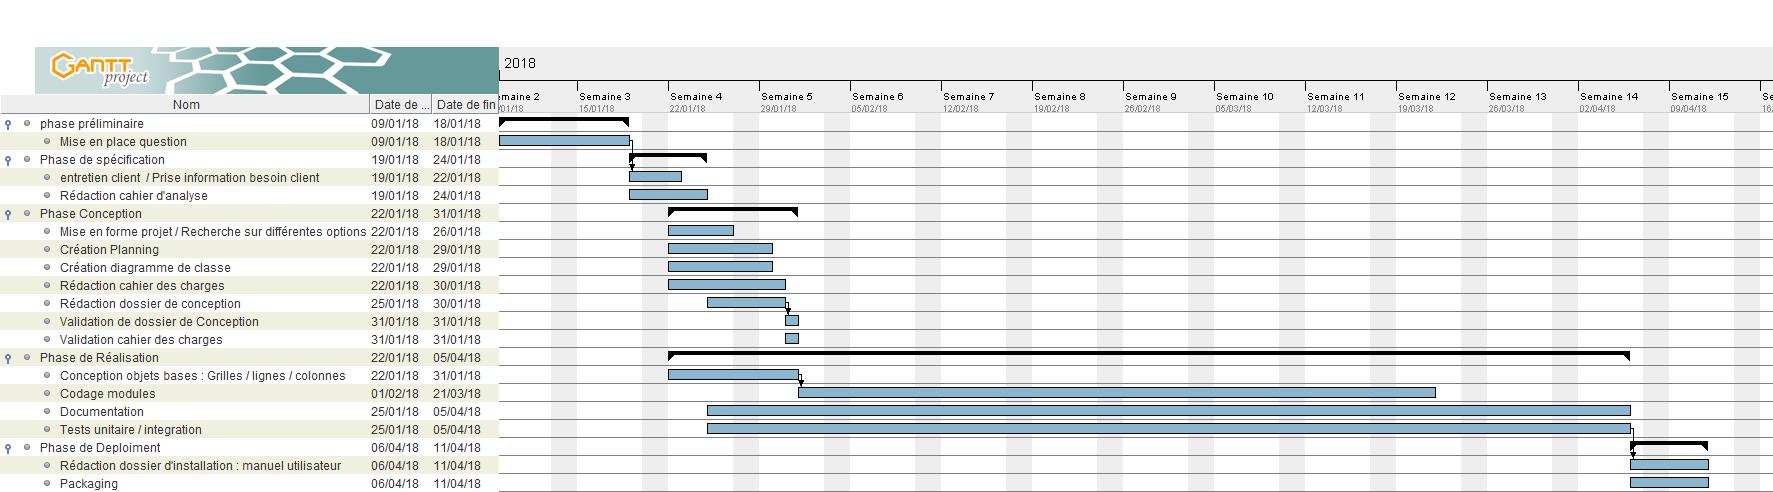 GANTT
project
2018
Nom Date de ... Date de fin
emaine 2 Semaine 3 Semaine 4 Semaine 5 Semaine 6 Semaine 7 Semaine 8 Semaine 9 Semaine 10 Semaine 11 Semaine 12 Semaine 13 Semaine 14 Semaine 15 Se
/01/18 15/01/18 22/01/18 29/01/18 05/02/18 12/02/18 19/02/18 26/02/18 05/03/18 12/03/18 19/03/18 26/03/18 02/04/18 09/04/18 16/
phase préliminaire 09/01/18 18/01/18
Mise en place question 09/01/18 18/01/18
Phase de spécification 19/01/18 24/01/18
entretien client / Prise information besoin client 19/01/18 22/01/18
Rédaction cahier d'analyse 19/01/18 24/01/18
Phase Conception 22/01/18 31/01/18
Mise en forme projet / Recherche sur différentes options 22/01/18 26/01/18
Création Planning 22/01/18 29/01/18
Création diagramme de classe 22/01/18 29/01/18
Rédaction cahier des charges 22/01/18 30/01/18
Rédaction dossier de conception 25/01/18 30/01/18
Validation de dossier de Conception 31/01/18 31/01/18
Validation cahier des charges 31/01/18 31/01/18
Phase de Réalisation 22/01/18 05/04/18
Conception objets bases : Grilles / lignes / colonnes 22/01/18 31/01/18
Codage modules 01/02/18 21/03/18
Documentation 25/01/18 05/04/18
Tests unitaire / integration 25/01/18 05/04/18
Phase de Deploiment 06/04/18 11/04/18
Rédaction dossier d'installation : manuel utilisateur 06/04/18 11/04/18
Packaging 06/04/18 11/04/18